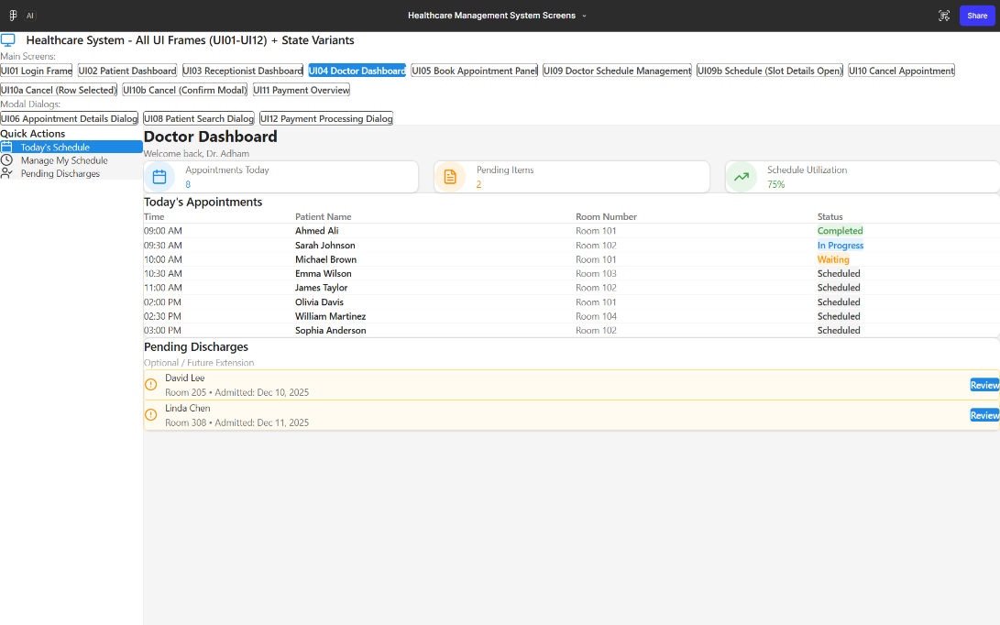 AI
Healthcare Management System Screens
Share
Healthcare System - All UI Frames (UI01-UI12) + State Variants
Main Screens:
UI01 Login Frame UI02 Patient Dashboard UI03 Receptionist Dashboard UI04 Doctor Dashboard UI05 Book Appointment Panel UI09 Doctor Schedule Management UI09b Schedule (Slot Details Open) UI10 Cancel Appointment
UI10a Cancel (Row Selected) UI10b Cancel (Confirm Modal) UI11 Payment Overview
Modal Dialogs:
UI06 Appointment Details Dialog UI08 Patient Search Dialog UI12 Payment Processing Dialog
Quick Actions
Today's Schedule
Manage My Schedule
Pending Discharges
Doctor Dashboard
Welcome back, Dr. Adham
Appointments Today
8
Pending Items
2
Schedule Utilization
75%
Today's Appointments
Time Patient Name Room Number Status
09:00 AM Ahmed Ali Room 101 Completed
09:30 AM Sarah Johnson Room 102 In Progress
10:00 AM Michael Brown Room 101 Waiting
10:30 AM Emma Wilson Room 103 Scheduled
11:00 AM James Taylor Room 102 Scheduled
02:00 PM Olivia Davis Room 101 Scheduled
02:30 PM William Martinez Room 104 Scheduled
03:00 PM Sophia Anderson Room 102 Scheduled
Pending Discharges
Optional / Future Extension
David Lee
Room 205 • Admitted: Dec 10, 2025
Review
Linda Chen
Room 308 • Admitted: Dec 11, 2025
Review